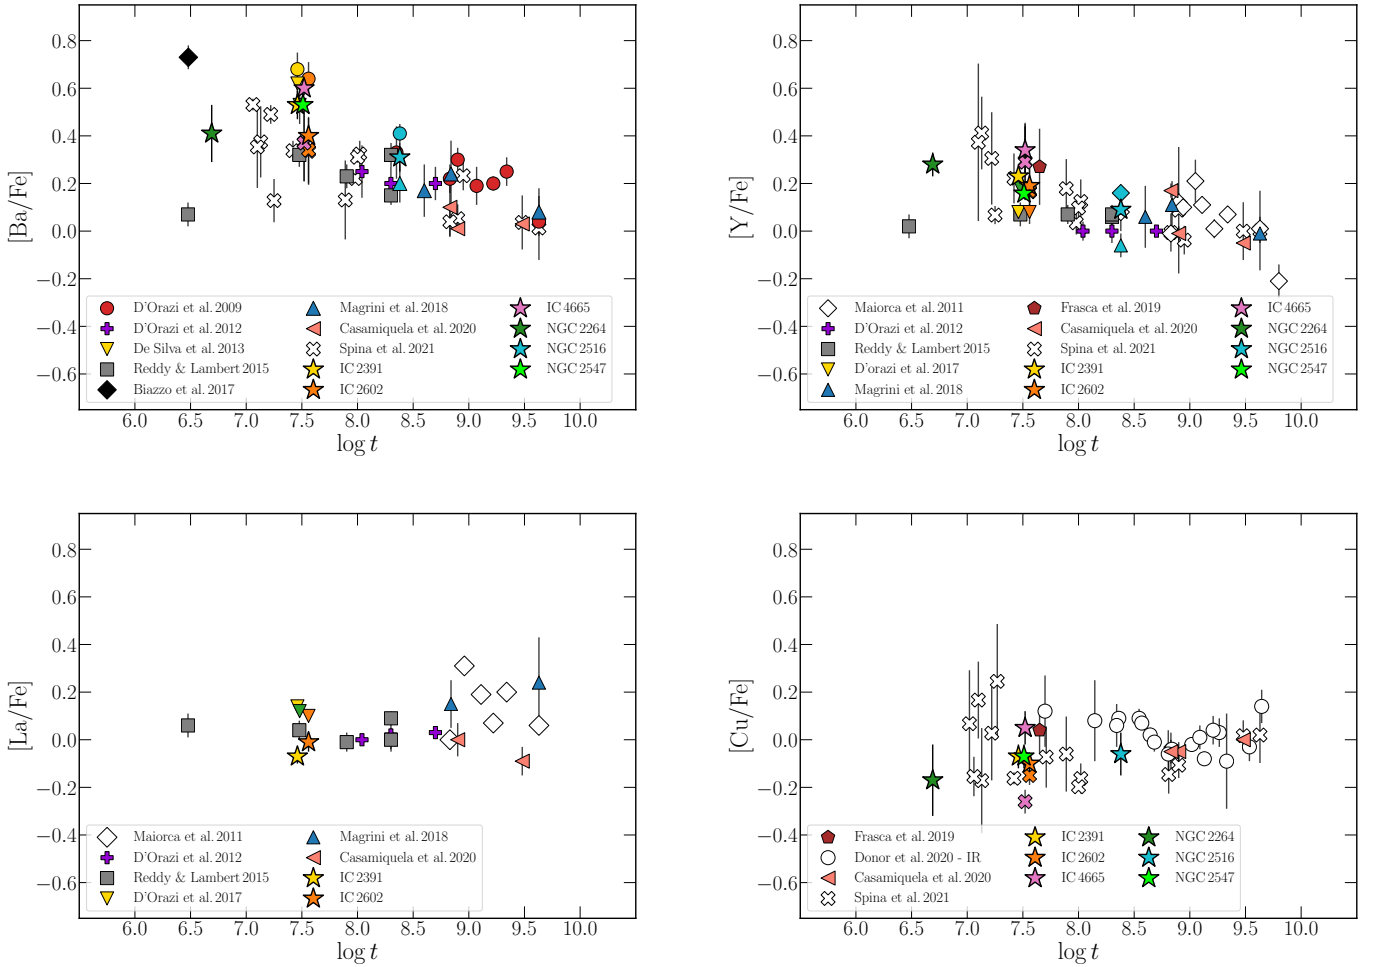 [Ba/Fe]
0.8
0.6
0.4
0.2
0.0
−0.2
−0.4
−0.6
D'Orazi et al. 2009
D'Orazi et al. 2012
De Silva et al. 2013
Reddy & Lambert 2015
Biazzo et al. 2017
Magrini et al. 2018
Casamiquela et al. 2020
Spina et al. 2021
IC 2391
IC 2602
IC 4665
NGC 2264
NGC 2516
NGC 2547
6.0 6.5 7.0 7.5 8.0 8.5 9.0 9.5 10.0
log t
[Y/Fe]
0.8
0.6
0.4
0.2
0.0
−0.2
−0.4
−0.6
Maiorca et al. 2011
D'Orazi et al. 2012
Reddy & Lambert 2015
D'orazi et al. 2017
Magrini et al. 2018
Frasca et al. 2019
Casamiquela et al. 2020
Spina et al. 2021
IC 2391
IC 2602
IC 4665
NGC 2264
NGC 2516
NGC 2547
6.0 6.5 7.0 7.5 8.0 8.5 9.0 9.5 10.0
log t
[La/Fe]
0.8
0.6
0.4
0.2
0.0
−0.2
−0.4
−0.6
Maiorca et al. 2011
D'Orazi et al. 2012
Reddy & Lambert 2015
D'Orazi et al. 2017
Magrini et al. 2018
Casamiquela et al. 2020
IC 2391
IC 2602
6.0 6.5 7.0 7.5 8.0 8.5 9.0 9.5 10.0
log t
[Cu/Fe]
0.8
0.6
0.4
0.2
0.0
−0.2
−0.4
−0.6
Frasca et al. 2019
Donor et al. 2020 - IR
Casamiquela et al. 2020
Spina et al. 2021
IC 2391
IC 2602
IC 4665
NGC 2264
NGC 2516
NGC 2547
6.0 6.5 7.0 7.5 8.0 8.5 9.0 9.5 10.0
log t